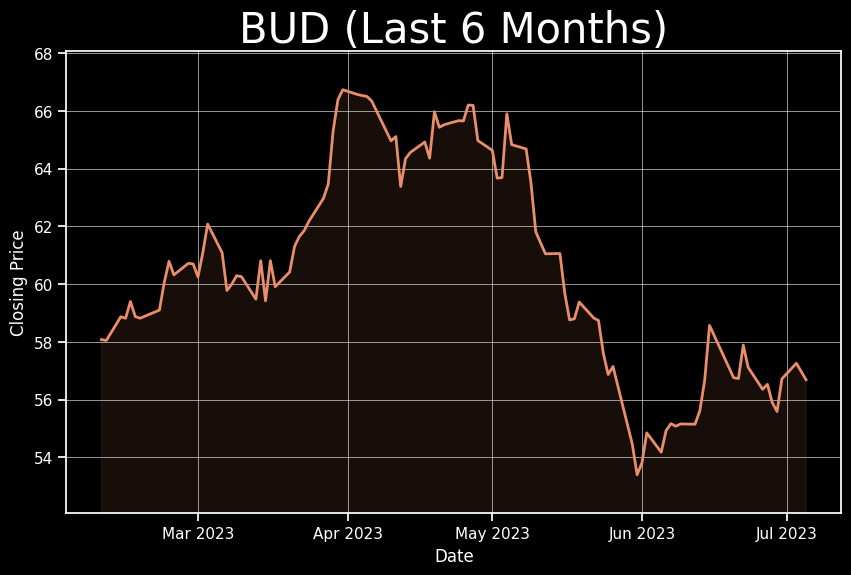 BUD (Last 6 Months)
68
66
64
62
60
58
56
54
Closing Price
Mar 2023
Apr 2023
May 2023
Jun 2023
Jul 2023
Date